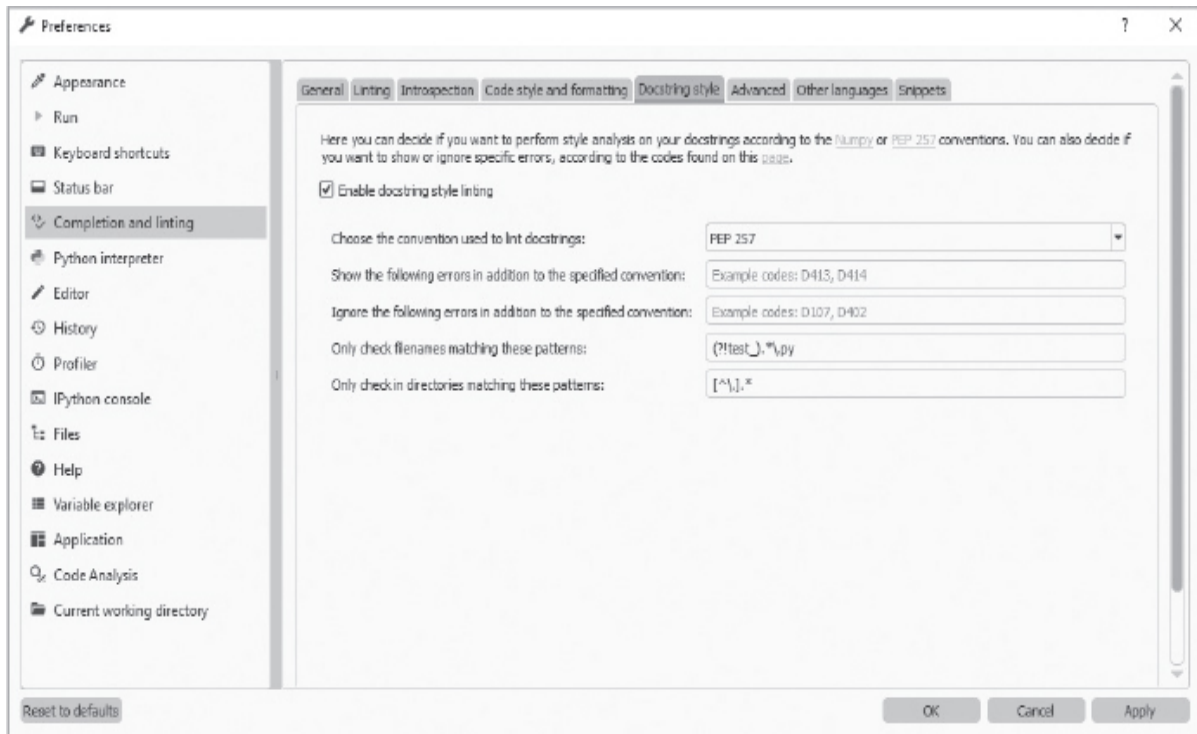 Preferences
?
Appearance
Run
Keyboard shortcuts
Status bar
Completion and linting
Python interpreter
Editor
History
Profiler
IPython console
Files
Help
Variable explorer
Application
Code Analysis
Current working directory
General Linting Introspection Code style and formatting Docstring style Advanced Other languages Snippets
Here you can decide if you want to perform style analysis on your docstrings according to the Numpy or PEP 257 conventions. You can also decide if
you want to show or ignore specific errors, according to the codes found on this page.
Enable docstring style linting
Choose the convention used to lint docstrings: PEP 257
Show the following errors in addition to the specified convention: Example codes: D413, D414
Ignore the following errors in addition to the specified convention: Example codes: D107, D402
Only check filenames matching these patterns: (?!test_).*\.py
Only check in directories matching these patterns: [^\.].*
Reset to defaults
OK Cancel Apply